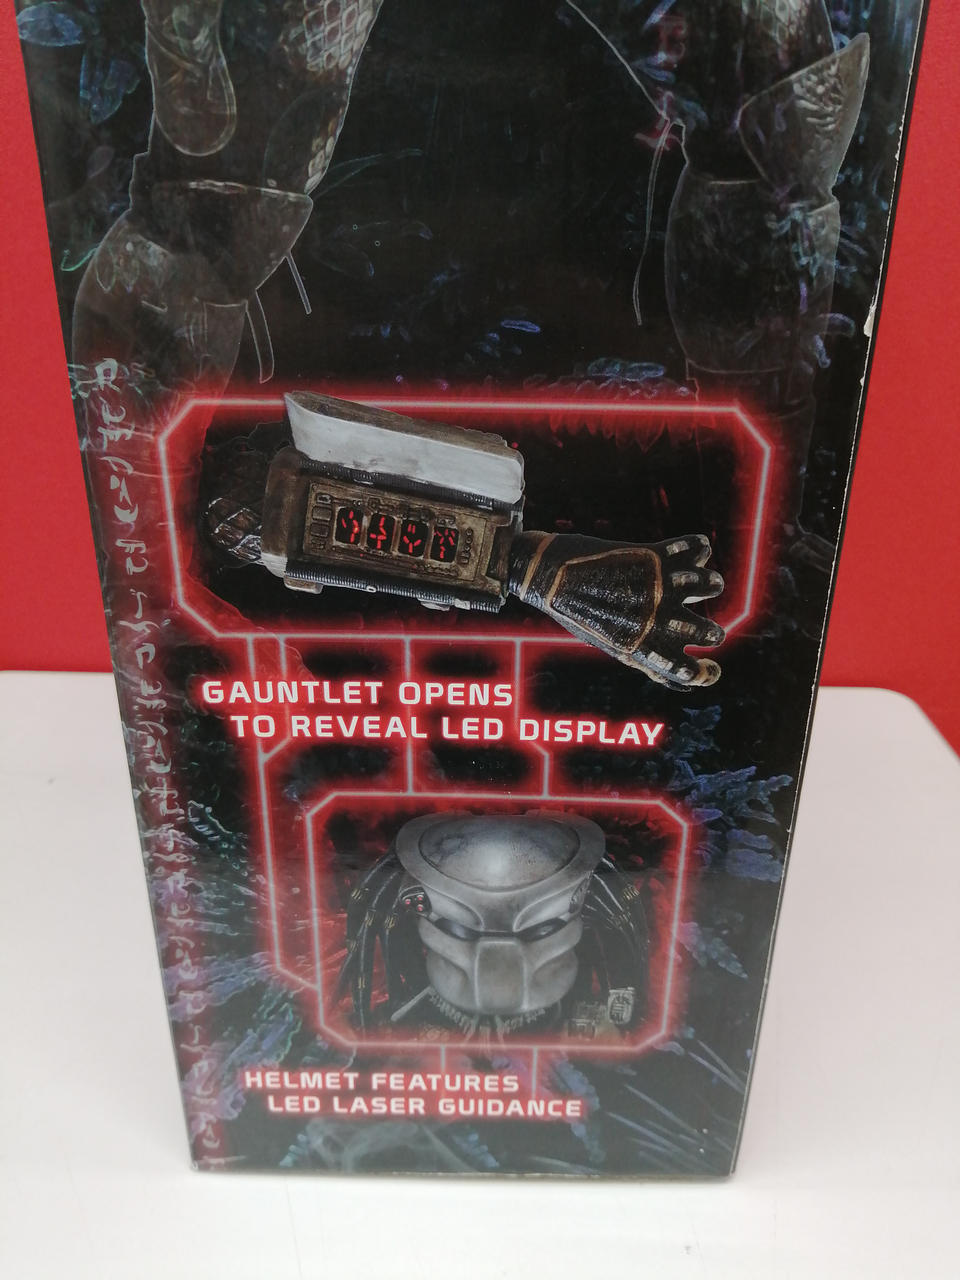 GAUNTLET OPENS
TO REVEAL LED DISPLAY
HELMET FEATURES
LED LASER GUIDANCE